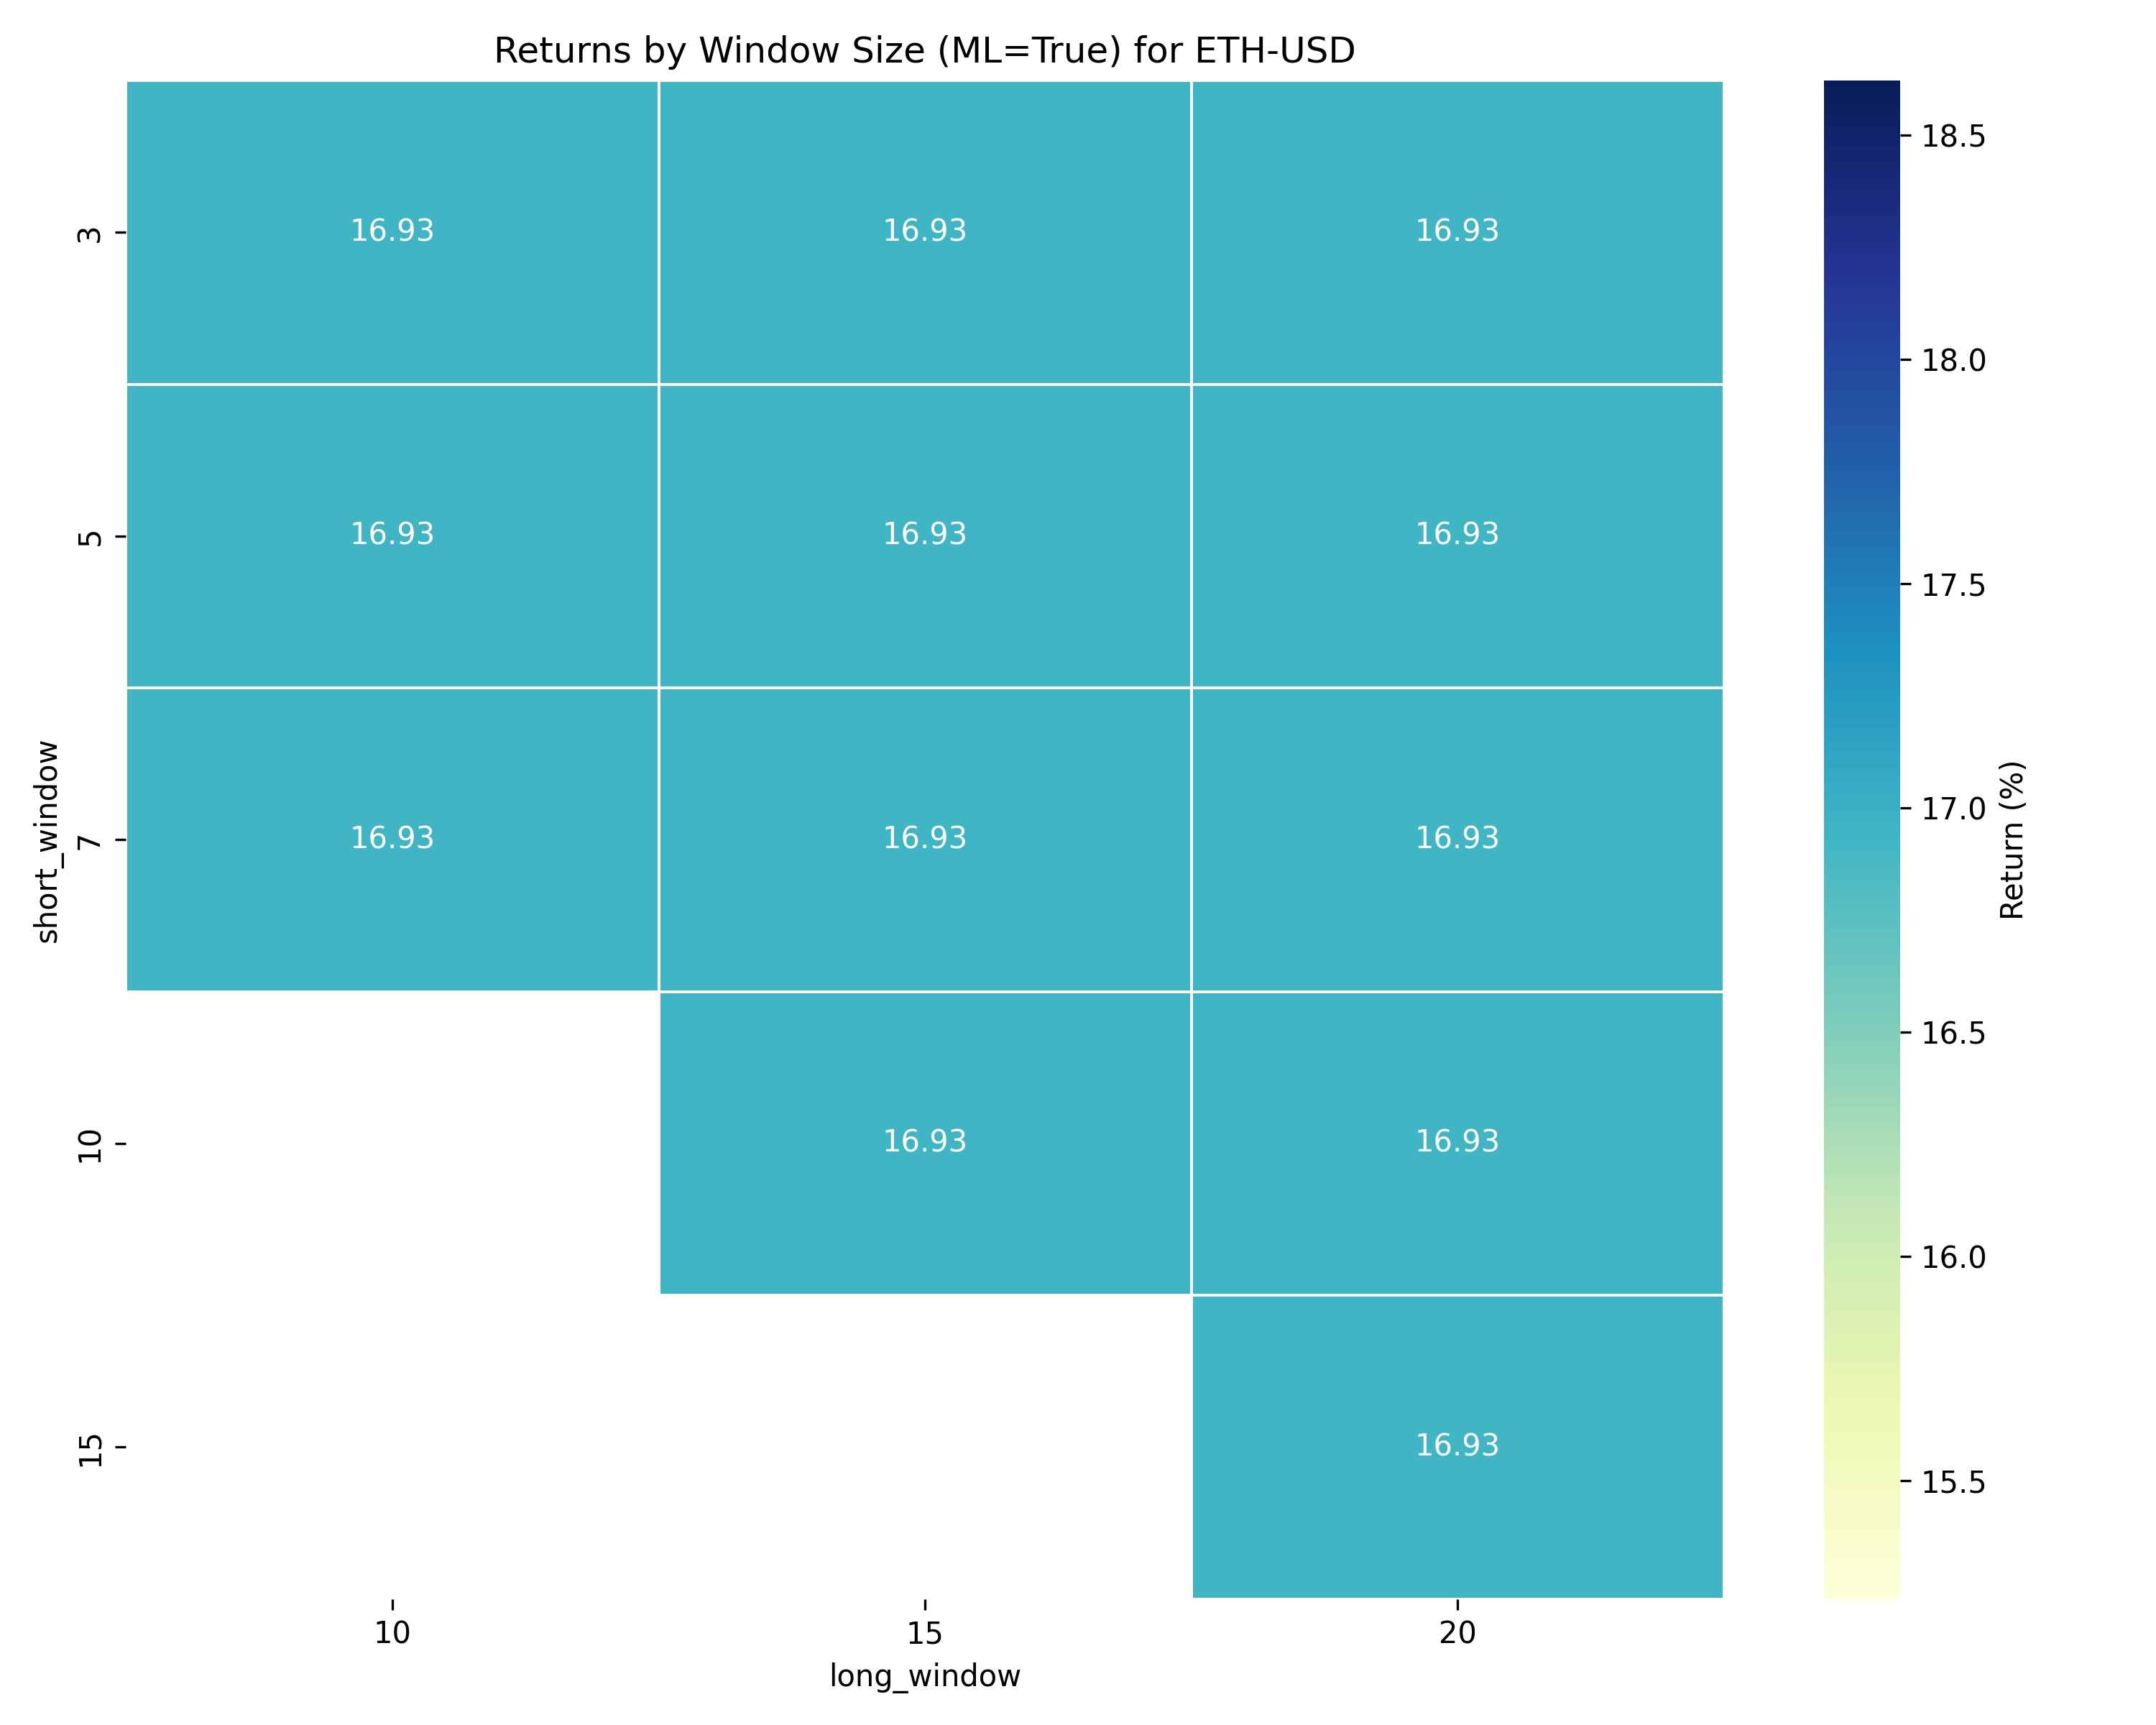 Returns by Window Size (ML=True) for ETH-USD
short_window
3
16.93 16.93 16.93
5
16.93 16.93 16.93
7
16.93 16.93 16.93
10
16.93 16.93
15
16.93
10 15 20
long_window
18.5
18.0
17.5
17.0
16.5
16.0
15.5
Return (%)